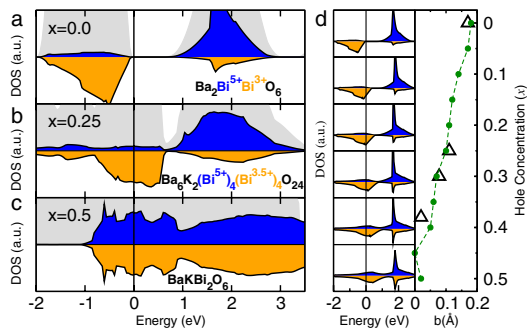 a
x=0.0
DOS (a.u.)
Ba₂Bi⁵⁺Bi³⁺O₆
b
x=0.25
DOS (a.u.)
Ba₆K₂(Bi⁵⁺)₄(Bi³·⁵⁺)₄O₂₄
c
x=0.5
DOS (a.u.)
BaKBi₂O₆
-2 -1 0 1 2 3
Energy (eV)
d
DOS (a.u.)
-2 0 2
Energy (eV)
0 0.1 0.2
b(Å)
0
0.1
0.2
0.3
0.4
0.5
Hole Concentration (x)